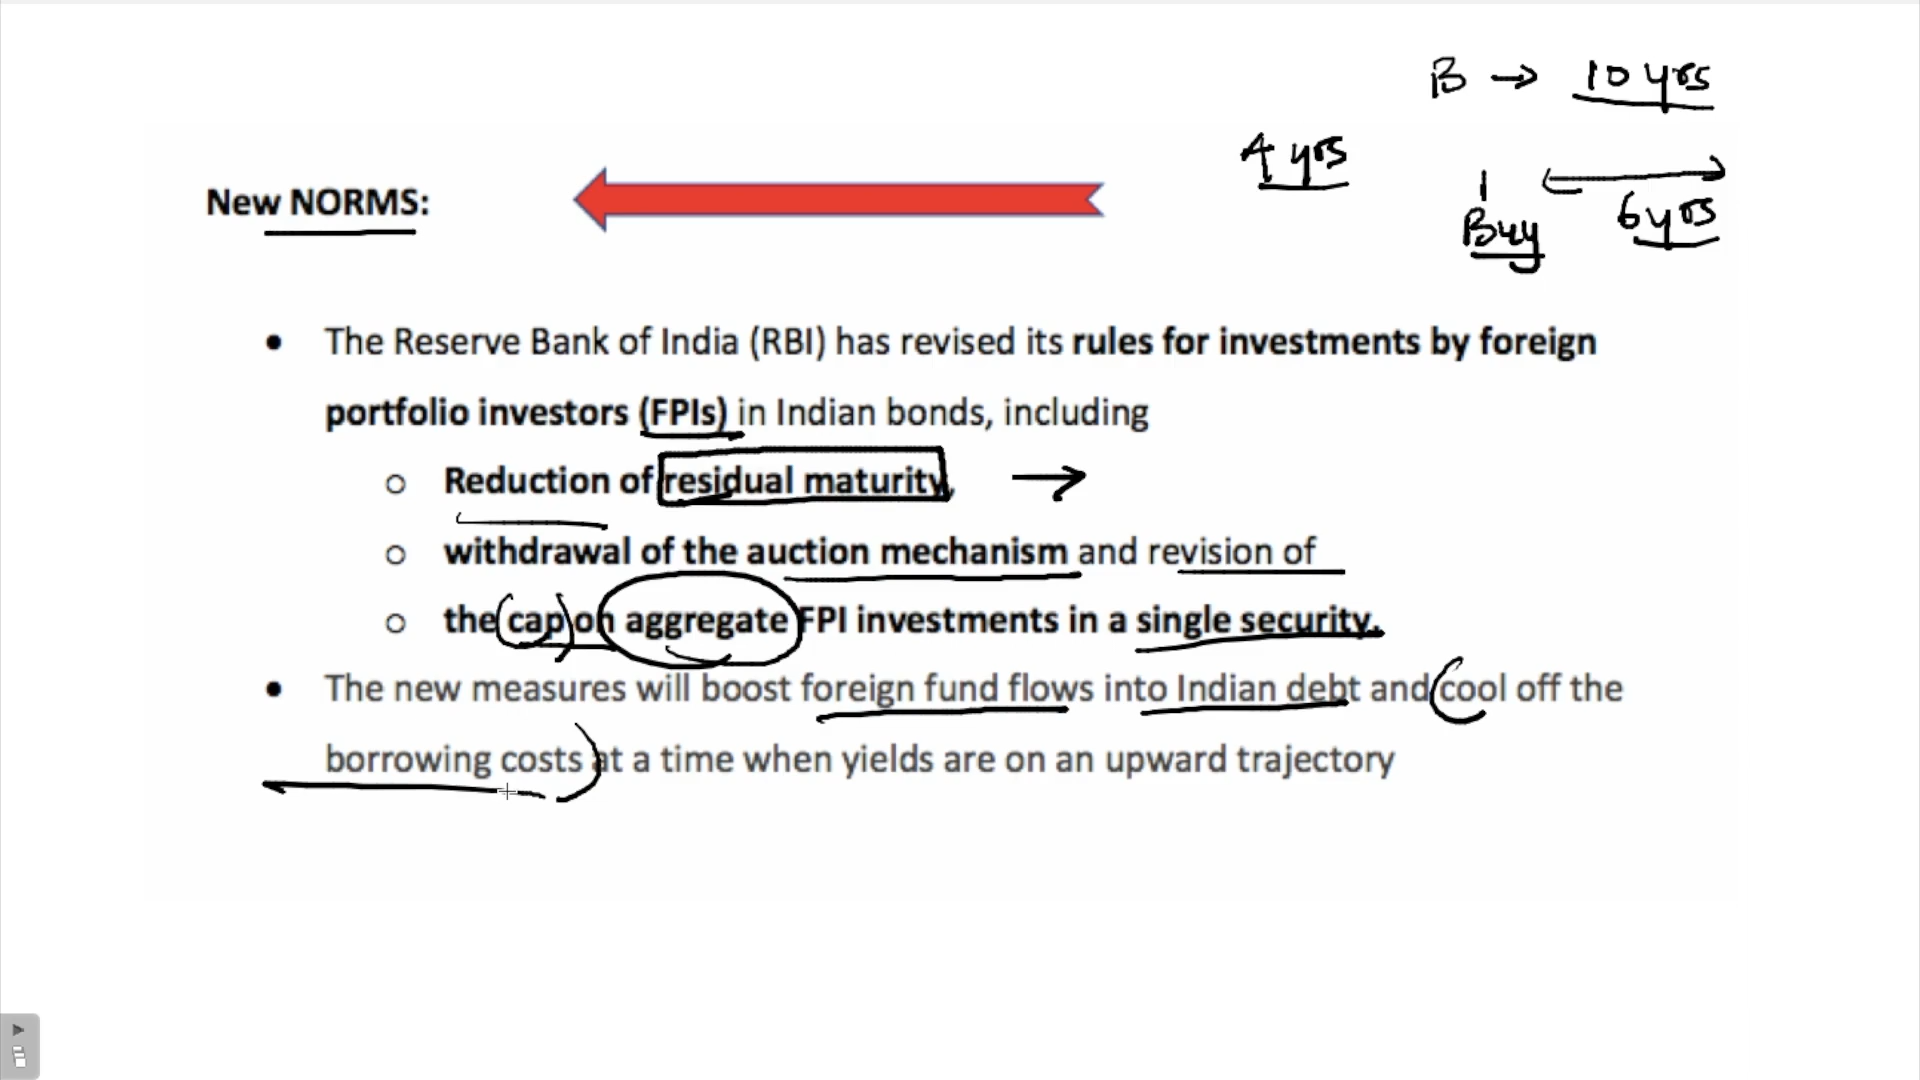 B → 10 yrs
4 yrs
Buy
6 yrs
New NORMS:
• The Reserve Bank of India (RBI) has revised its rules for investments by foreign
portfolio investors (FPIs) in Indian bonds, including
o Reduction of residual maturity,
o withdrawal of the auction mechanism and revision of
o the cap on aggregate FPI investments in a single security.
• The new measures will boost foreign fund flows into Indian debt and cool off the
borrowing costs at a time when yields are on an upward trajectory